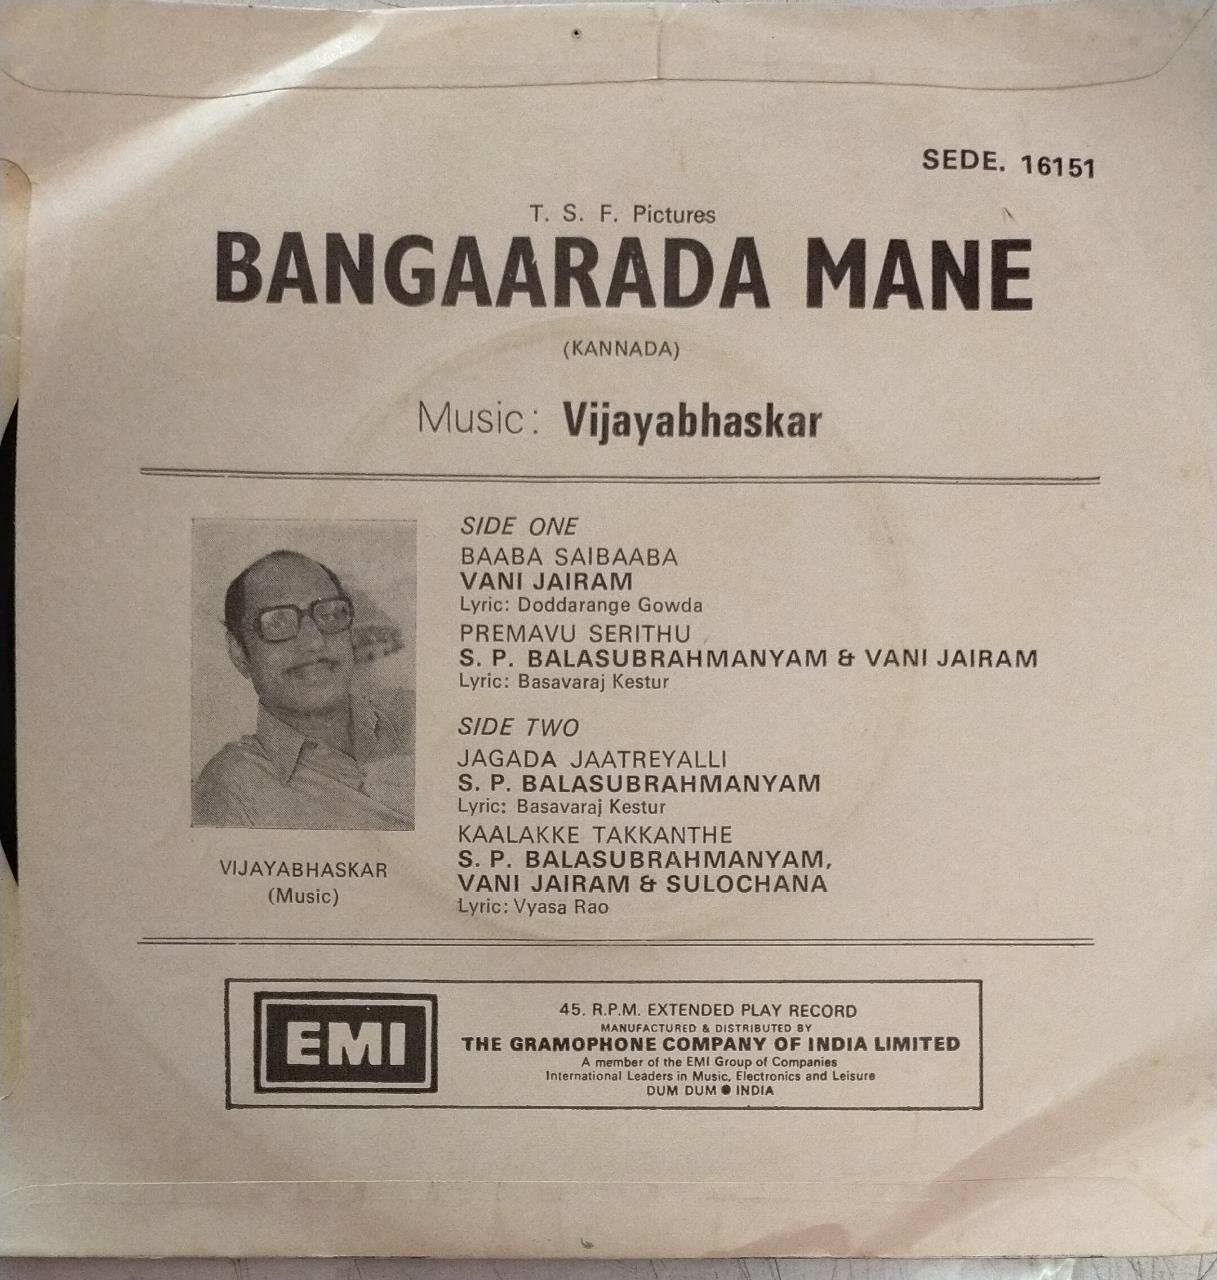 SEDE. 16151
T. S. F. Pictures
BANGAARADA MANE
(KANNADA)
Music: Vijayabhaskar
SIDE ONE
BAABA SAIBAABA
VANI JAIRAM
Lyric: Doddarange Gowda
PREMAVU SERITHU
S. P. BALASUBRAHMANYAM & VANI JAIRAM
Lyric: Basavaraj Kestur
SIDE TWO
JAGADA JAATREYALLI
S. P. BALASUBRAHMANYAM
Lyric: Basavaraj Kestur
KAALAKKE TAKKANTHE
S. P. BALASUBRAHMANYAM,
VANI JAIRAM & SULOCHANA
Lyric: Vyasa Rao
VIJAYABHASKAR
(Music)
EMI
45. R.P.M. EXTENDED PLAY RECORD
MANUFACTURED & DISTRIBUTED BY
THE GRAMOPHONE COMPANY OF INDIA LIMITED
A member of the EMI Group of Companies
International Leaders in Music, Electronics and Leisure
DUM DUM ● INDIA